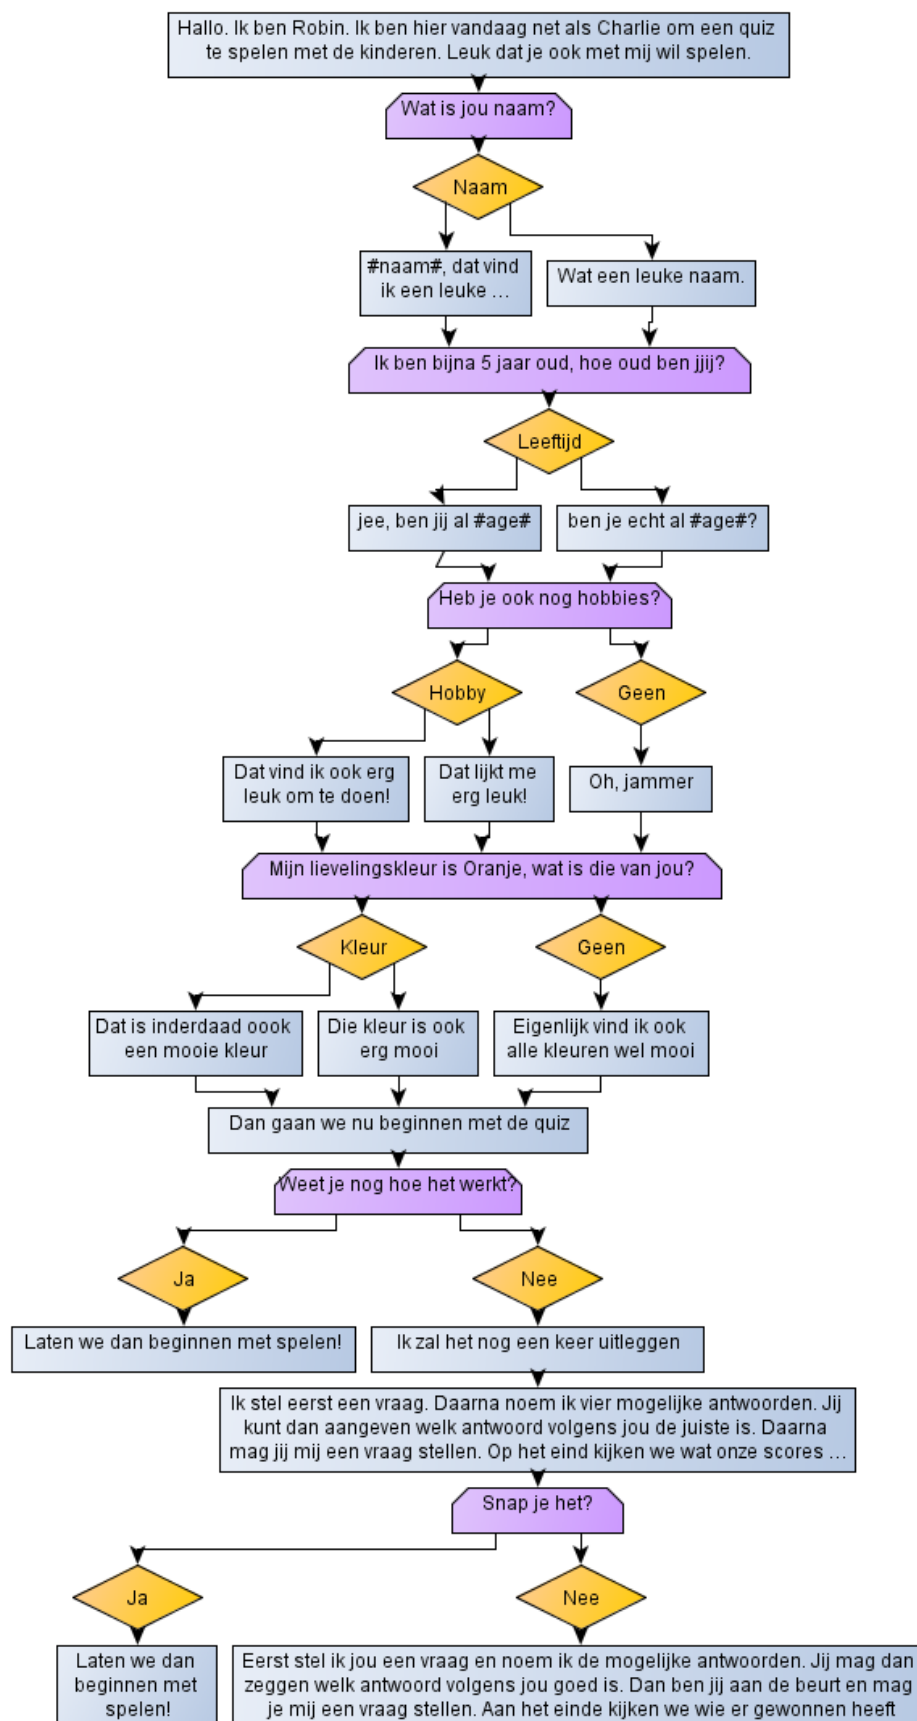 Hallo. Ik ben Robin. Ik ben hier vandaag net als Charlie om een quiz
te spelen met de kinderen. Leuk dat je ook met mij wil spelen.
Wat is jou naam?
Naam
#naam#, dat vind
ik een leuke ...
Wat een leuke naam.
Ik ben bijna 5 jaar oud, hoe oud ben jjij?
Leeftijd
jee, ben jij al #age#
ben je echt al #age#?
Heb je ook nog hobbies?
Hobby
Geen
Dat vind ik ook erg
leuk om te doen!
Dat lijkt me
erg leuk!
Oh, jammer
Mijn lievelingskleur is Oranje, wat is die van jou?
Kleur
Geen
Dat is inderdaad oook
een mooie kleur
Die kleur is ook
erg mooi
Eigenlijk vind ik ook
alle kleuren wel mooi
Dan gaan we nu beginnen met de quiz
Weet je nog hoe het werkt?
Ja
Nee
Laten we dan beginnen met spelen!
Ik zal het nog een keer uitleggen
Ik stel eerst een vraag. Daarna noem ik vier mogelijke antwoorden. Jij
kunt dan aangeven welk antwoord volgens jou de juiste is. Daarna
mag jij mij een vraag stellen. Op het eind kijken we wat onze scores ...
Snap je het?
Ja
Nee
Laten we dan
beginnen met
spelen!
Eerst stel ik jou een vraag en noem ik de mogelijke antwoorden. Jij mag dan
zeggen welk antwoord volgens jou goed is. Dan ben jij aan de beurt en mag
je mij een vraag stellen. Aan het einde kijken we wie er gewonnen heeft